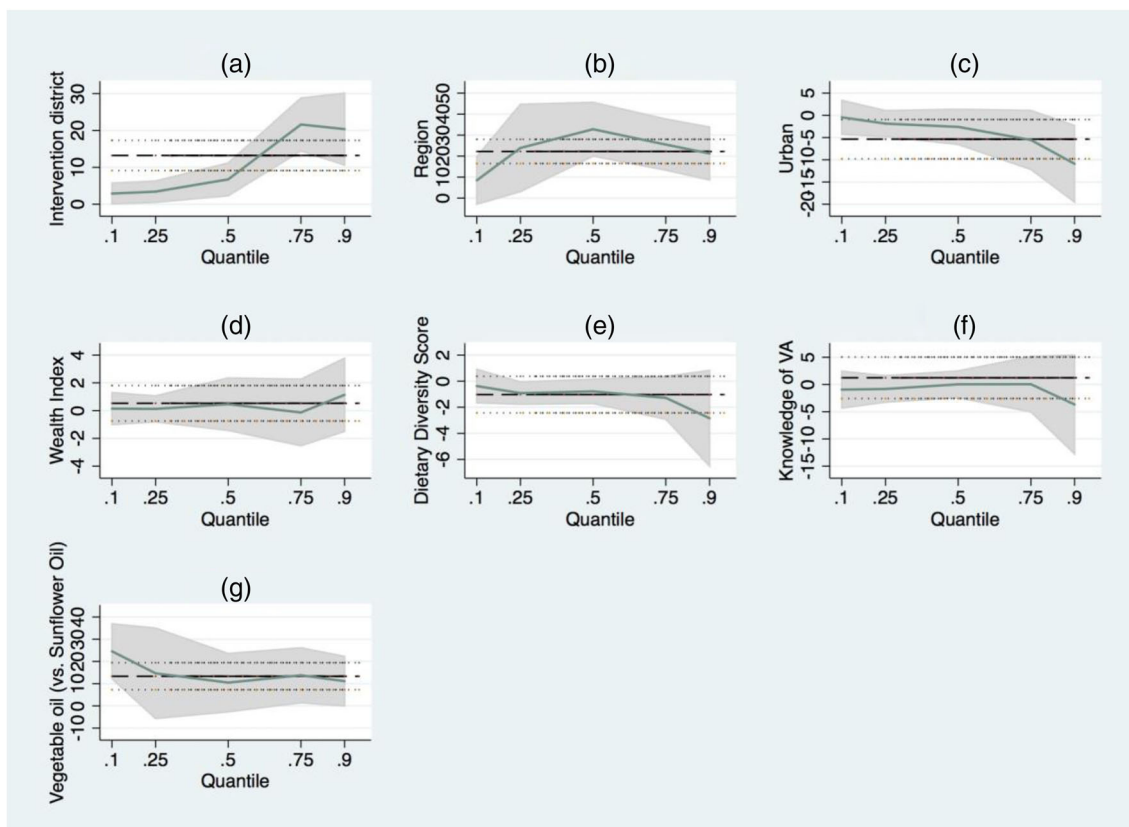 (a)
Intervention district
30
20
10
0
.1 .25 .5 .75 .9
Quantile
(b)
Region
0 1020304050
.1 .25 .5 .75 .9
Quantile
(c)
Urban
-20-15-10-5 0 5
.1 .25 .5 .75 .9
Quantile
(d)
Wealth Index
4
2
0
-2
-4
.1 .25 .5 .75 .9
Quantile
(e)
Dietary Diversity Score
2
0
-2
-4
-6
.1 .25 .5 .75 .9
Quantile
(f)
Knowledge of VA
-15-10 -5 0 5
.1 .25 .5 .75 .9
Quantile
(g)
Vegetable oil (vs. Sunflower Oil)
-10 0 10203040
.1 .25 .5 .75 .9
Quantile